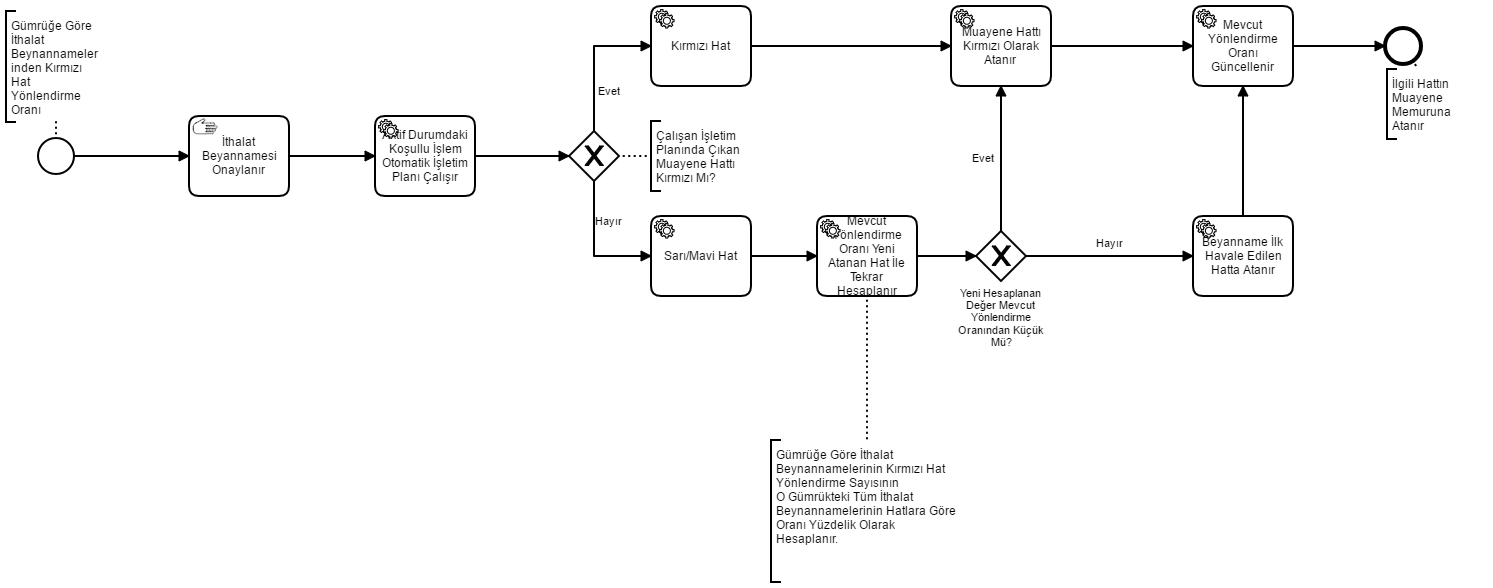 Gümrüğe Göre
İthalat
Beynannameler
inden Kırmızı
Hat
Yönlendirme
Oranı
İthalat
Beyannamesi
Onaylanır
Aktif Durumdaki
Koşullu İşlem
Otomatik İşletim
Planı Çalışır
Evet
Hayır
Çalışan İşletim
Planında Çıkan
Muayene Hattı
Kırmızı Mı?
Kırmızı Hat
Sarı/Mavi Hat
Mevcut
Yönlendirme
Oranı Yeni
Atanan Hat İle
Tekrar
Hesaplanır
Muayene Hattı
Kırmızı Olarak
Atanır
Evet
Yeni Hesaplanan
Değer Mevcut
Yönlendirme
Oranından Küçük
Mü?
Hayır
Beyanname İlk
Havale Edilen
Hatta Atanır
Mevcut
Yönlendirme
Oranı
Güncellenir
İlgili Hattın
Muayene
Memuruna
Atanır
Gümrüğe Göre İthalat
Beynannamelerinin Kırmızı Hat
Yönlendirme Sayısının
O Gümrükteki Tüm İthalat
Beynannamelerinin Hatlara Göre
Oranı Yüzdelik Olarak
Hesaplanır.